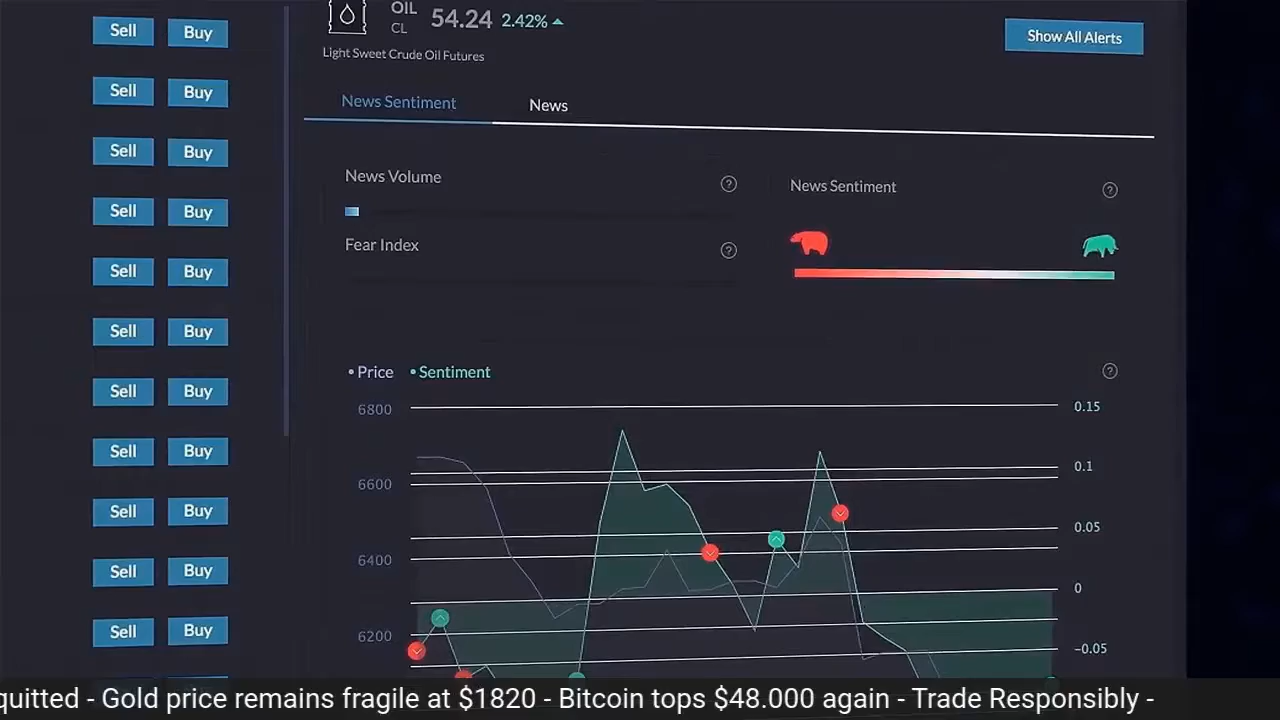 OIL
CL
54.24 2.42%
Light Sweet Crude Oil Futures
Show All Alerts
Sell Buy
Sell Buy
Sell Buy
Sell Buy
Sell Buy
Sell Buy
Sell Buy
Sell Buy
Sell Buy
Sell Buy
Sell Buy
News Sentiment News
News Volume ?
News Sentiment ?
Fear Index ?
• Price • Sentiment ?
6800
6600
6400
6200
0.15
0.1
0.05
0
-0.05
quitted - Gold price remains fragile at $1820 - Bitcoin tops $48.000 again - Trade Responsibly -